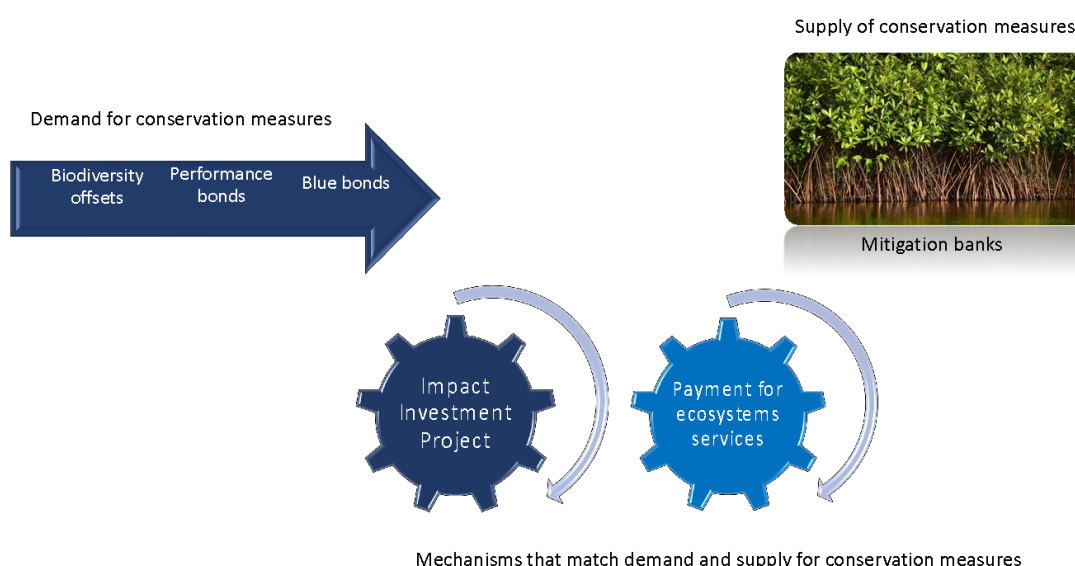 Supply of conservation measures
Demand for conservation measures
Biodiversity
offsets
Performance
bonds
Blue bonds
Mitigation banks
Impact
Investment
Project
Payment for
ecosystems
services
Mechanisms that match demand and supply for conservation measures